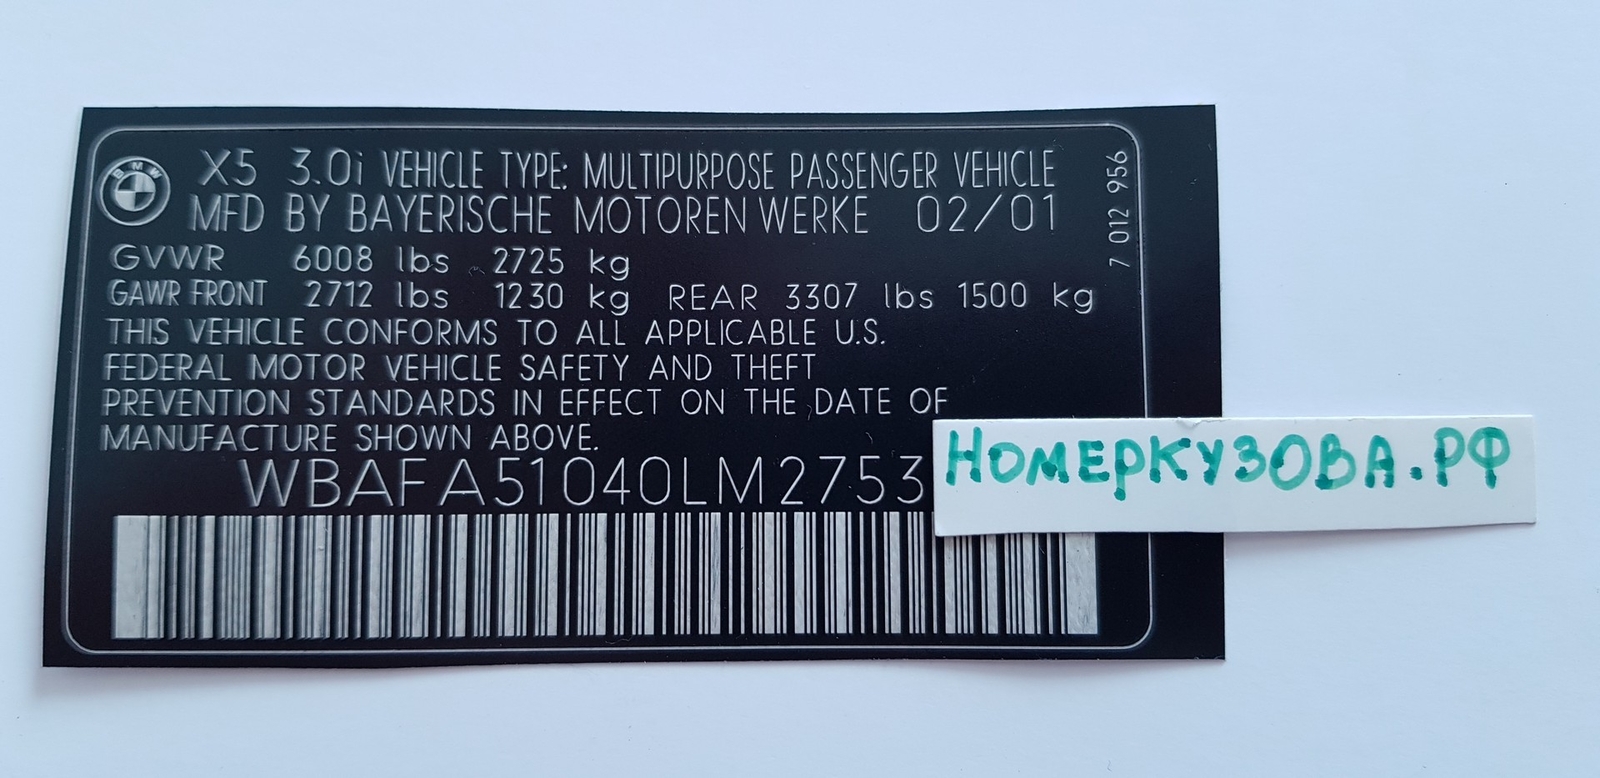 BMW
X5 3.0i VEHICLE TYPE: MULTIPURPOSE PASSENGER VEHICLE
MFD BY BAYERISCHE MOTOREN WERKE 02/01
7 012 956
GVWR 6008 lbs 2725 kg
GAWR FRONT 2712 lbs 1230 kg REAR 3307 lbs 1500 kg
THIS VEHICLE CONFORMS TO ALL APPLICABLE U.S.
FEDERAL MOTOR VEHICLE SAFETY AND THEFT
PREVENTION STANDARDS IN EFFECT ON THE DATE OF
MANUFACTURE SHOWN ABOVE.
WBAFA51040LM2753
НОМЕРКУЗОВА.РФ